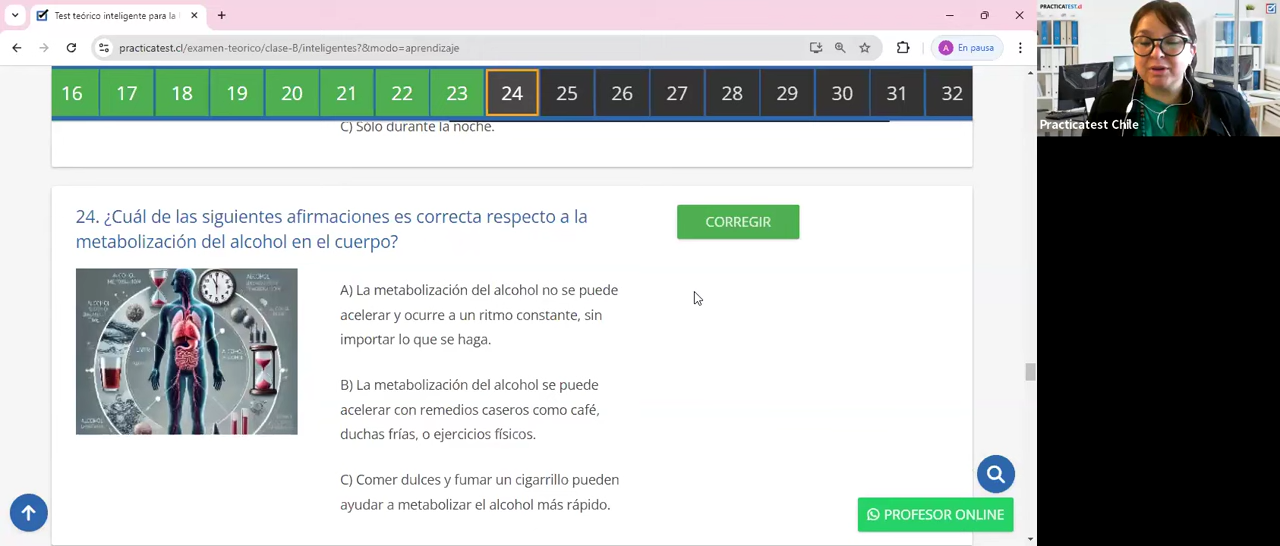 Test teórico inteligente para la
practicatest.cl/examen-teorico/clase-B/inteligentes?&modo=aprendizaje
A
En pausa
PRACTICATEST.cl
Practicatest Chile
16 17 18 19 20 21 22 23 24 25 26 27 28 29 30 31 32
C) Solo durante la noche.
24. ¿Cuál de las siguientes afirmaciones es correcta respecto a la
metabolización del alcohol en el cuerpo?
CORREGIR
A) La metabolización del alcohol no se puede
acelerar y ocurre a un ritmo constante, sin
importar lo que se haga.
B) La metabolización del alcohol se puede
acelerar con remedios caseros como café,
duchas frías, o ejercicios físicos.
C) Comer dulces y fumar un cigarrillo pueden
ayudar a metabolizar el alcohol más rápido.
PROFESOR ONLINE